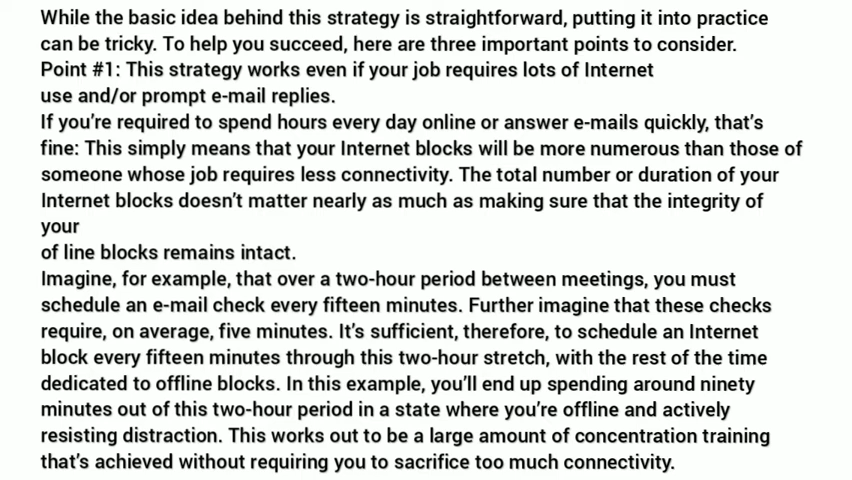 While the basic idea behind this strategy is straightforward, putting it into practice
can be tricky. To help you succeed, here are three important points to consider.
Point #1: This strategy works even if your job requires lots of Internet
use and/or prompt e-mail replies.
If you’re required to spend hours every day online or answer e-mails quickly, that’s
fine: This simply means that your Internet blocks will be more numerous than those of
someone whose job requires less connectivity. The total number or duration of your
Internet blocks doesn’t matter nearly as much as making sure that the integrity of
your
of line blocks remains intact.
Imagine, for example, that over a two-hour period between meetings, you must
schedule an e-mail check every fifteen minutes. Further imagine that these checks
require, on average, five minutes. It’s sufficient, therefore, to schedule an Internet
block every fifteen minutes through this two-hour stretch, with the rest of the time
dedicated to offline blocks. In this example, you’ll end up spending around ninety
minutes out of this two-hour period in a state where you’re offline and actively
resisting distraction. This works out to be a large amount of concentration training
that’s achieved without requiring you to sacrifice too much connectivity.